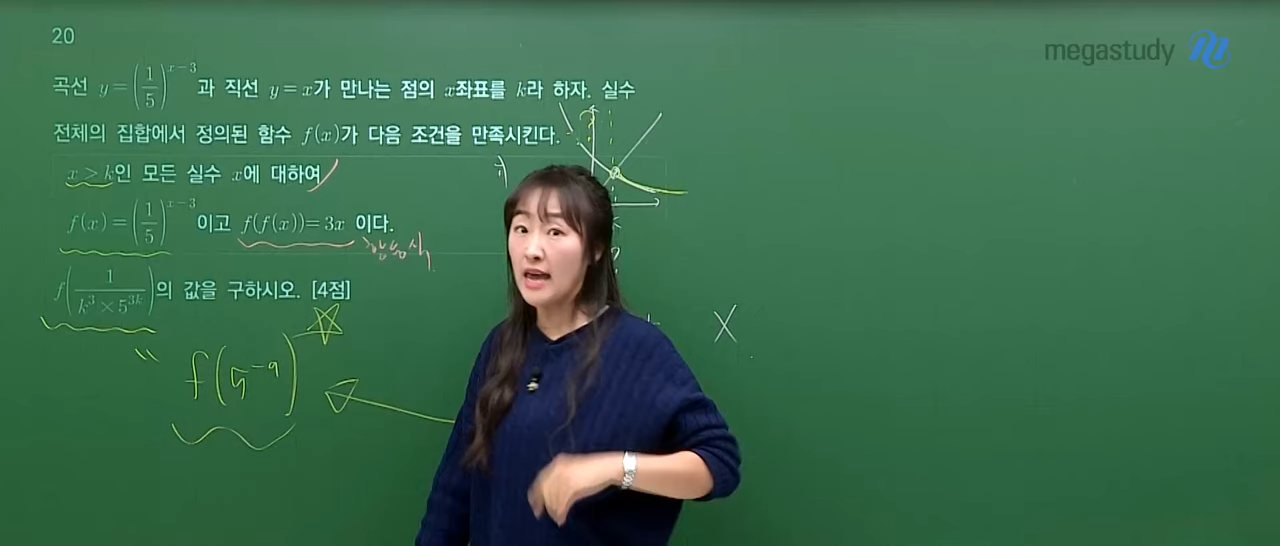 20
megastudy
곡선 y=(1/5)^{x-3}과 직선 y=x가 만나는 점의 x좌표를 k라 하자. 실수
전체의 집합에서 정의된 함수 f(x)가 다음 조건을 만족시킨다.
x>k인 모든 실수 x에 대하여
f(x)=(1/5)^{x-3}이고 f(f(x))=3x 이다.
항등식
f(1/(k^3×5^{3k}))의 값을 구하시오. [4점]
f(5^{-9})